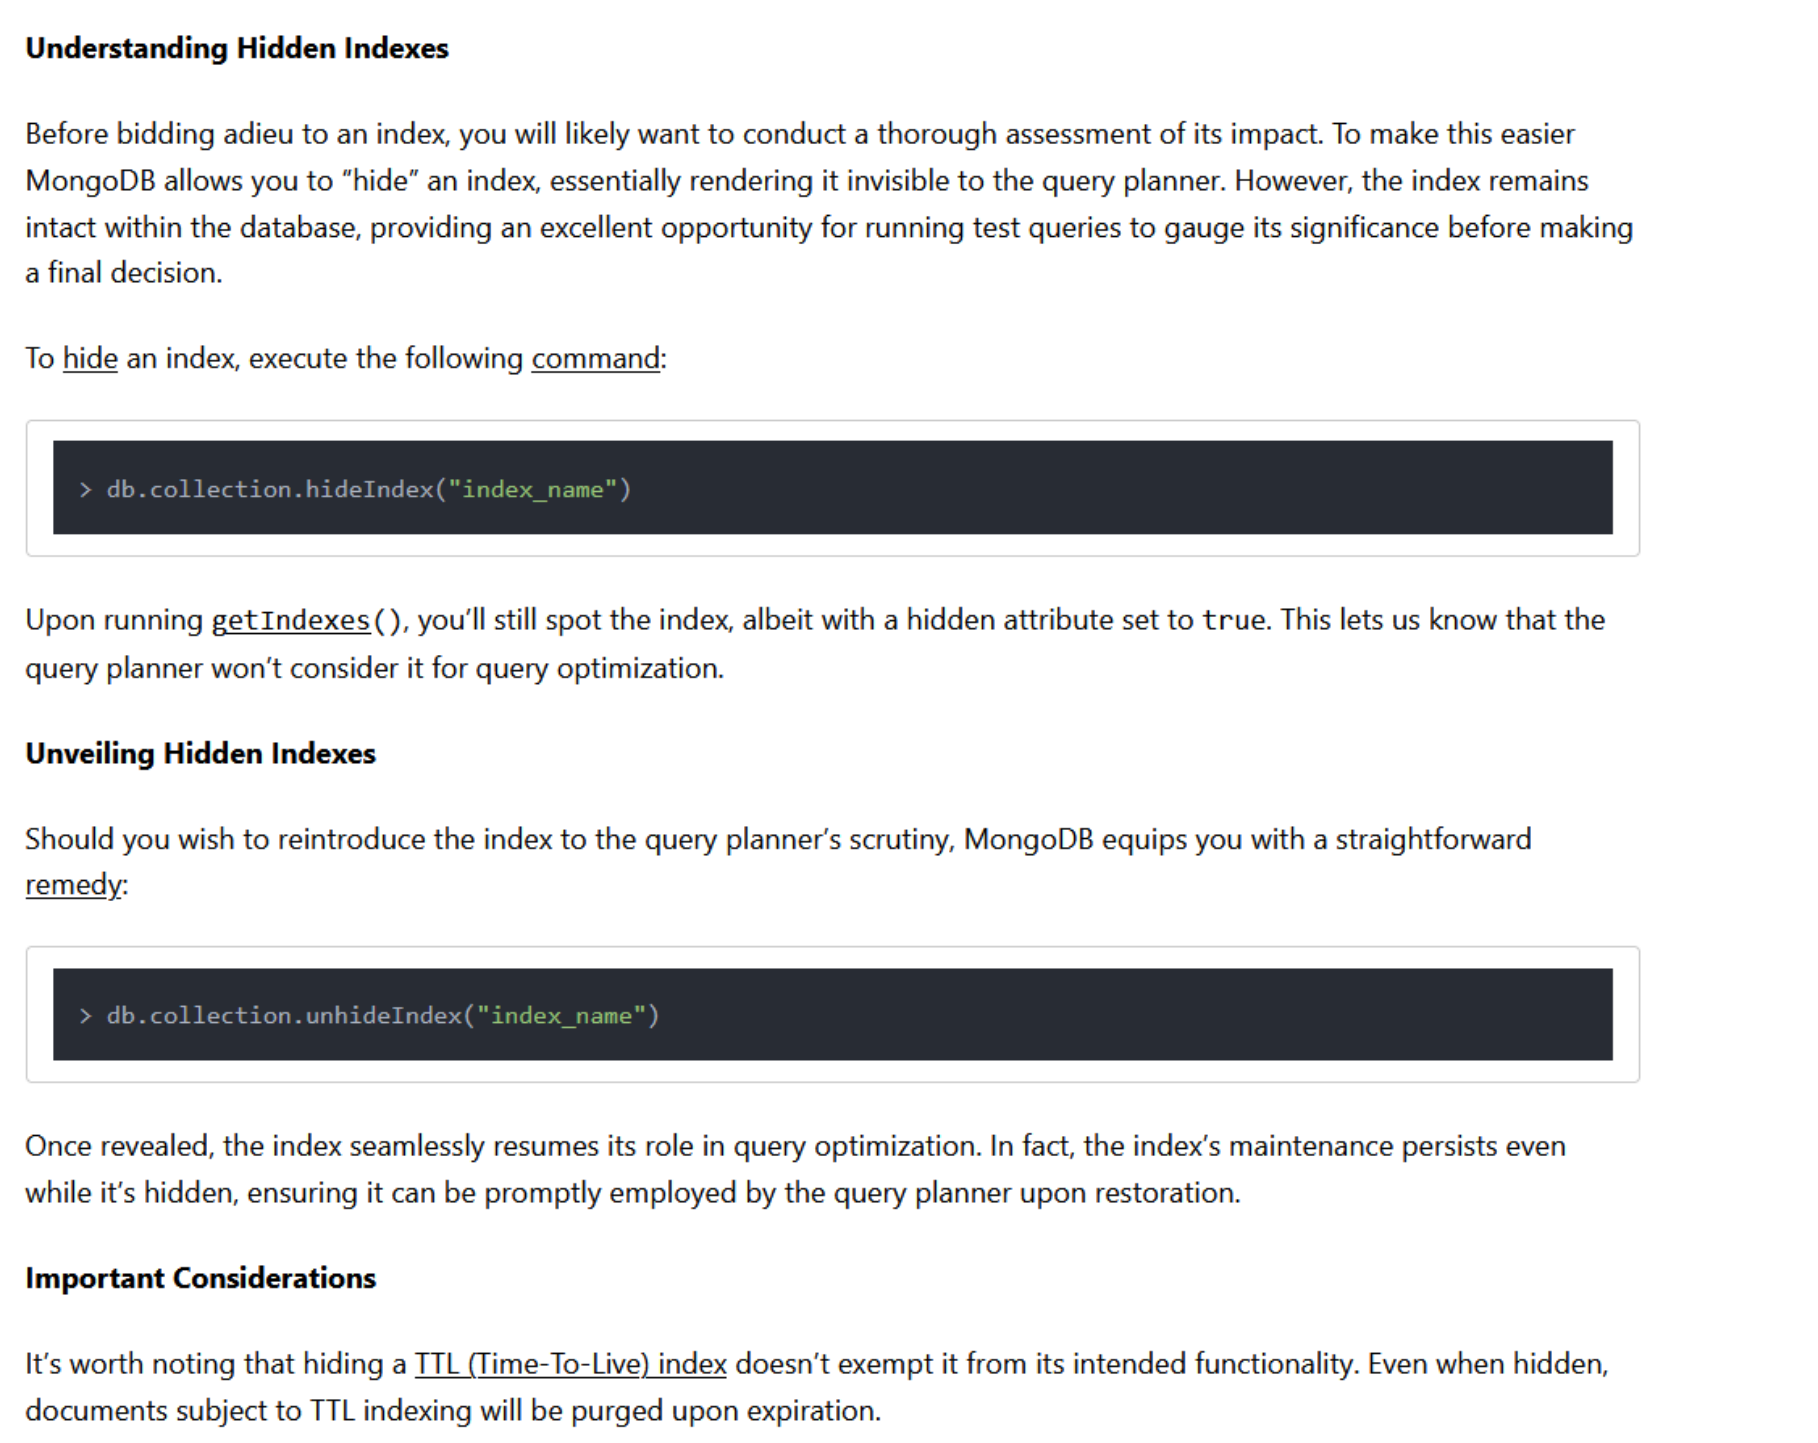 Understanding Hidden Indexes
Before bidding adieu to an index, you will likely want to conduct a thorough assessment of its impact. To make this easier
MongoDB allows you to “hide” an index, essentially rendering it invisible to the query planner. However, the index remains
intact within the database, providing an excellent opportunity for running test queries to gauge its significance before making
a final decision.
To hide an index, execute the following command:
> db.collection.hideIndex("index_name")
Upon running getIndexes(), you’ll still spot the index, albeit with a hidden attribute set to true. This lets us know that the
query planner won’t consider it for query optimization.
Unveiling Hidden Indexes
Should you wish to reintroduce the index to the query planner’s scrutiny, MongoDB equips you with a straightforward
remedy:
> db.collection.unhideIndex("index_name")
Once revealed, the index seamlessly resumes its role in query optimization. In fact, the index’s maintenance persists even
while it’s hidden, ensuring it can be promptly employed by the query planner upon restoration.
Important Considerations
It’s worth noting that hiding a TTL (Time-To-Live) index doesn’t exempt it from its intended functionality. Even when hidden,
documents subject to TTL indexing will be purged upon expiration.